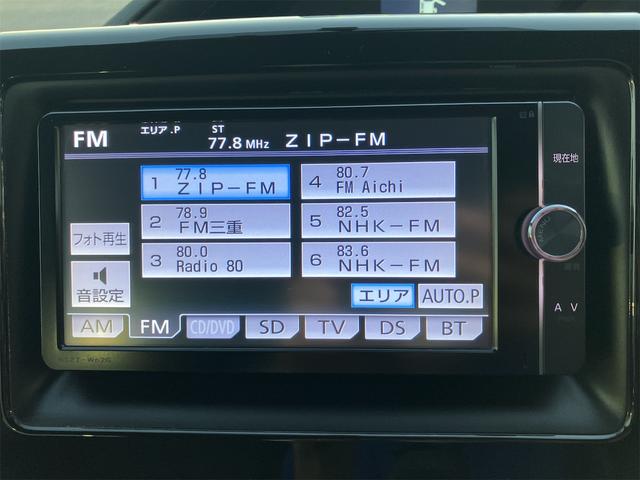 エリア.P ST
FM 77.8 MHz ZIP-FM
1 77.8 ZIP-FM
4 80.7 FM Aichi
2 78.9 FM三重
5 82.5 NHK-FM
3 80.0 Radio 80
6 83.6 NHK-FM
フォト再生
音設定
エリア AUTO.P
AM FM CD/DVD SD TV DS BT
現在地
A V